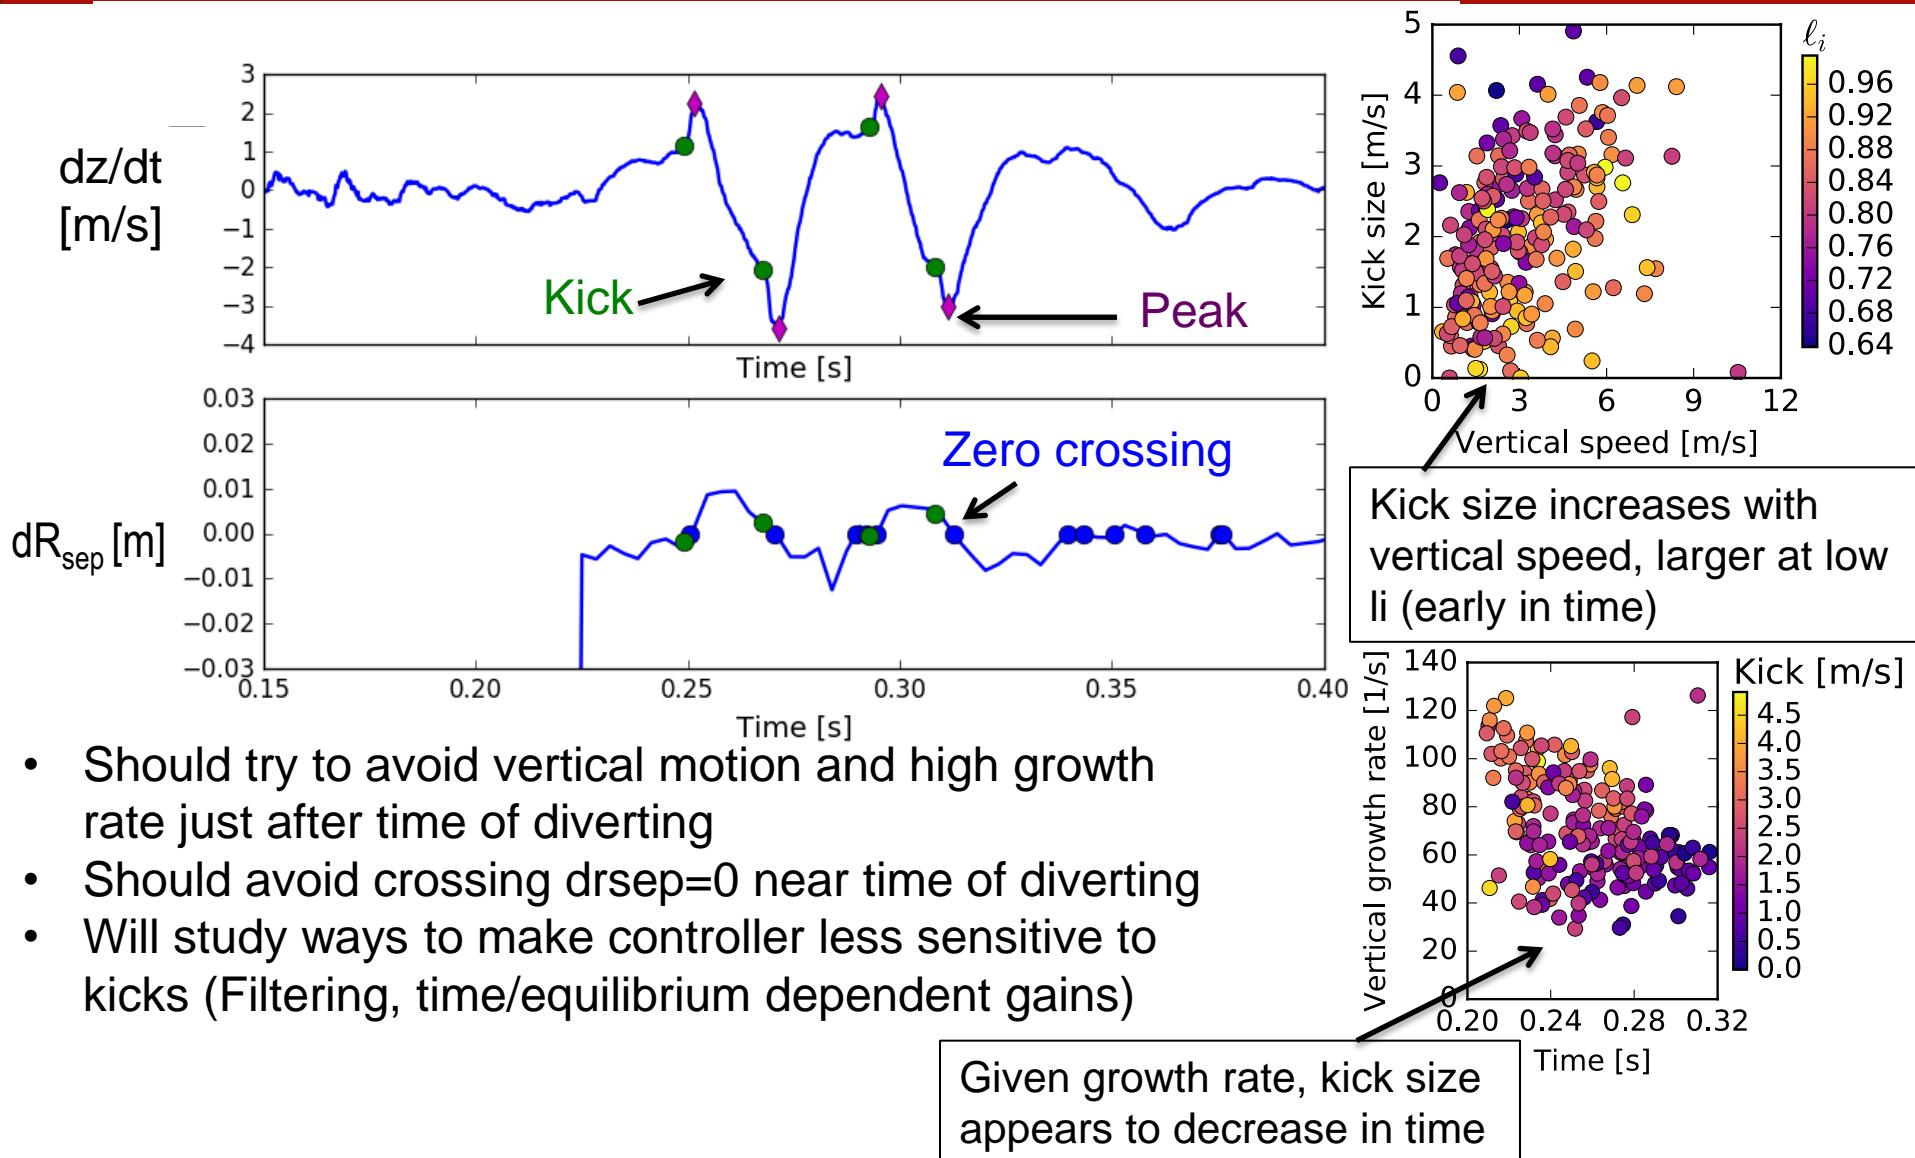 3
2
1
0
−1
−2
−3
−4
dz/dt
[m/s]
Kick
Peak
Time [s]
0.03
0.02
0.01
0.00
−0.01
−0.02
−0.03
dRsep [m]
Zero crossing
0.15 0.20 0.25 0.30 0.35 0.40
Time [s]
5
4
3
2
1
0
Kick size [m/s]
0 3 6 9 12
Vertical speed [m/s]
ℓi
0.96
0.92
0.88
0.84
0.80
0.76
0.72
0.68
0.64
Kick size increases with
vertical speed, larger at low
li (early in time)
140
120
100
80
60
40
20
0
Vertical growth rate [1/s]
0.20 0.24 0.28 0.32
Time [s]
Kick [m/s]
4.5
4.0
3.5
3.0
2.5
2.0
1.5
1.0
0.5
0.0
• Should try to avoid vertical motion and high growth
rate just after time of diverting
• Should avoid crossing drsep=0 near time of diverting
• Will study ways to make controller less sensitive to
kicks (Filtering, time/equilibrium dependent gains)
Given growth rate, kick size
appears to decrease in time